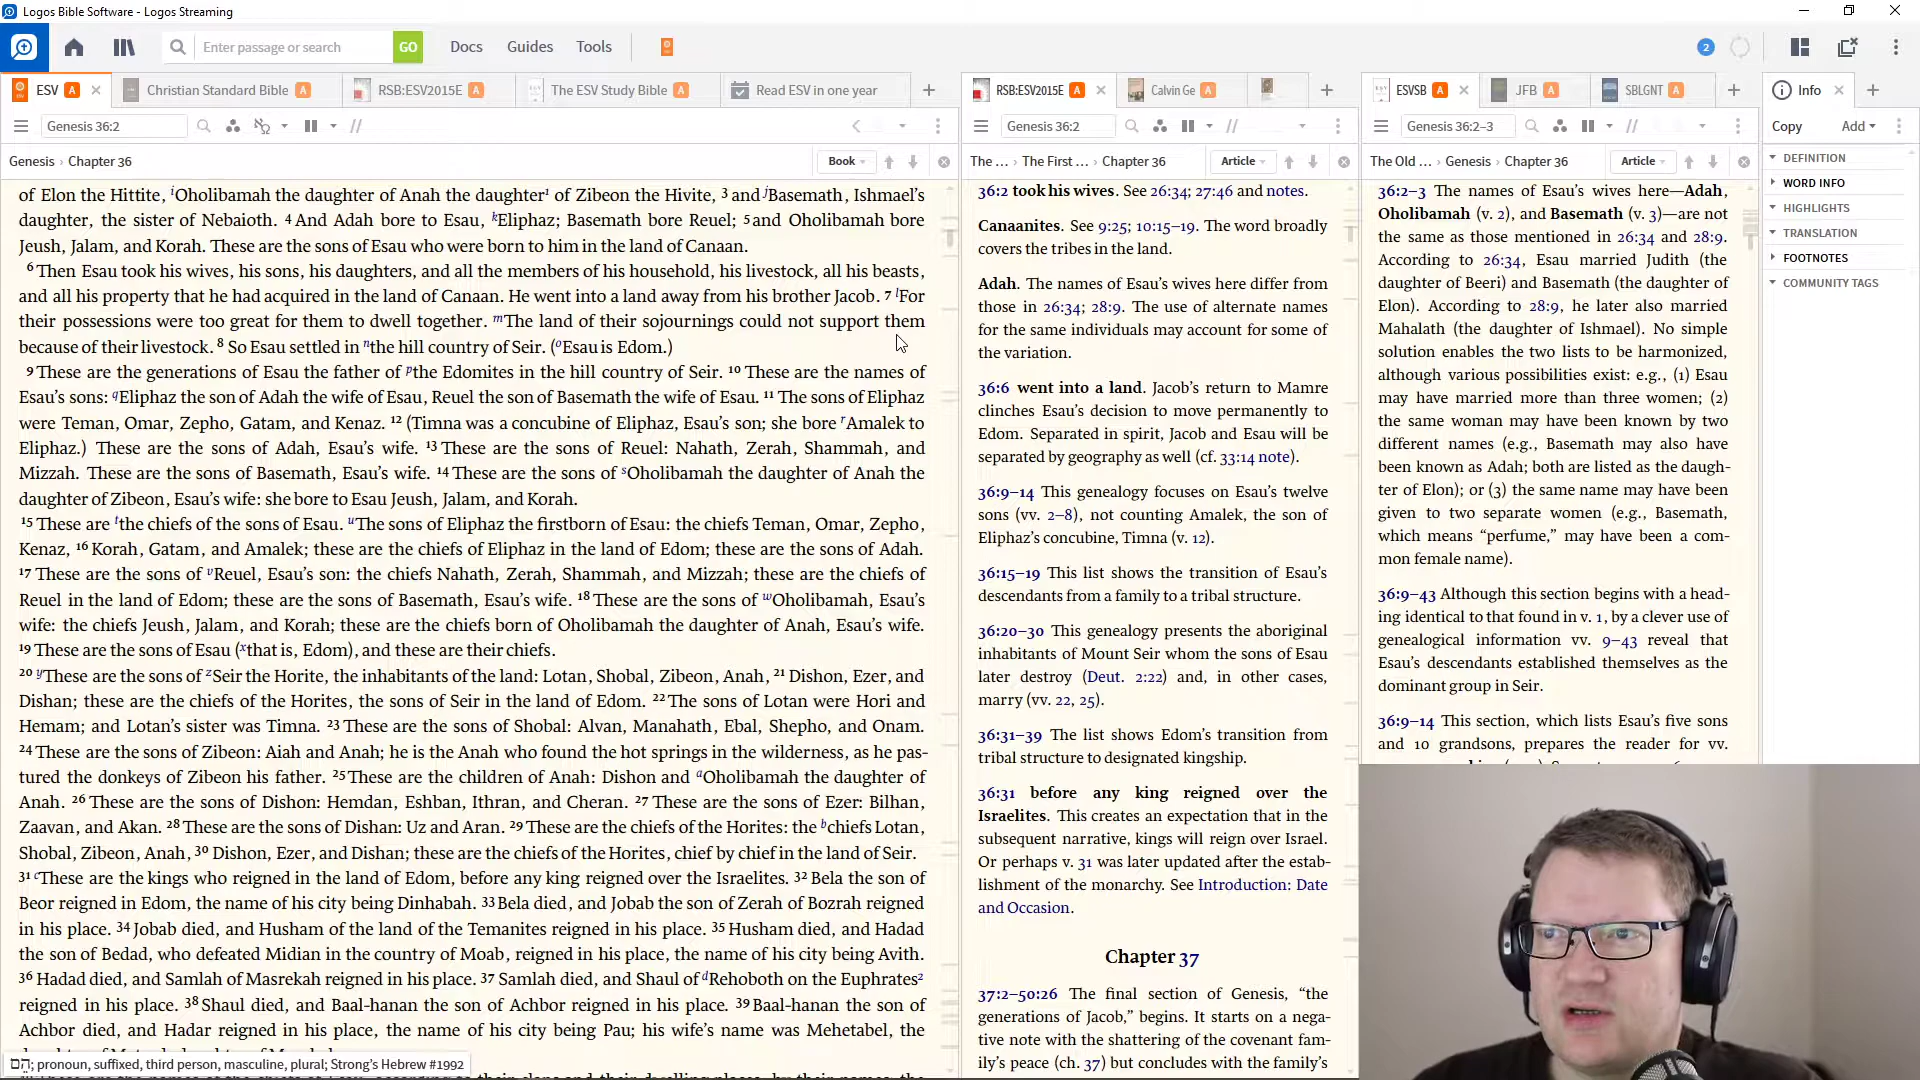 Logos Bible Software - Logos Streaming
Enter passage or search
GO
Docs
Guides
Tools
2
ESV A
Christian Standard Bible A
RSB:ESV2015E A
The ESV Study Bible A
Read ESV in one year
Genesis 36:2
Genesis › Chapter 36
Book
of Elon the Hittite, iOholibamah the daughter of Anah the daughter1 of Zibeon the Hivite, 3 and jBasemath, Ishmael’s
daughter, the sister of Nebaioth. 4 And Adah bore to Esau, kEliphaz; Basemath bore Reuel; 5 and Oholibamah bore
Jeush, Jalam, and Korah. These are the sons of Esau who were born to him in the land of Canaan.
6 Then Esau took his wives, his sons, his daughters, and all the members of his household, his livestock, all his beasts,
and all his property that he had acquired in the land of Canaan. He went into a land away from his brother Jacob. 7 lFor
their possessions were too great for them to dwell together. mThe land of their sojournings could not support them
because of their livestock. 8 So Esau settled in nthe hill country of Seir. (oEsau is Edom.)
9 These are the generations of Esau the father of pthe Edomites in the hill country of Seir. 10 These are the names of
Esau’s sons: qEliphaz the son of Adah the wife of Esau, Reuel the son of Basemath the wife of Esau. 11 The sons of Eliphaz
were Teman, Omar, Zepho, Gatam, and Kenaz. 12 (Timna was a concubine of Eliphaz, Esau’s son; she bore rAmalek to
Eliphaz.) These are the sons of Adah, Esau’s wife. 13 These are the sons of Reuel: Nahath, Zerah, Shammah, and
Mizzah. These are the sons of Basemath, Esau’s wife. 14 These are the sons of sOholibamah the daughter of Anah the
daughter of Zibeon, Esau’s wife: she bore to Esau Jeush, Jalam, and Korah.
15 These are tthe chiefs of the sons of Esau. uThe sons of Eliphaz the firstborn of Esau: the chiefs Teman, Omar, Zepho,
Kenaz, 16 Korah, Gatam, and Amalek; these are the chiefs of Eliphaz in the land of Edom; these are the sons of Adah.
17 These are the sons of vReuel, Esau’s son: the chiefs Nahath, Zerah, Shammah, and Mizzah; these are the chiefs of
Reuel in the land of Edom; these are the sons of Basemath, Esau’s wife. 18 These are the sons of wOholibamah, Esau’s
wife: the chiefs Jeush, Jalam, and Korah; these are the chiefs born of Oholibamah the daughter of Anah, Esau’s wife.
19 These are the sons of Esau (xthat is, Edom), and these are their chiefs.
20 yThese are the sons of zSeir the Horite, the inhabitants of the land: Lotan, Shobal, Zibeon, Anah, 21 Dishon, Ezer, and
Dishan; these are the chiefs of the Horites, the sons of Seir in the land of Edom. 22 The sons of Lotan were Hori and
Hemam; and Lotan’s sister was Timna. 23 These are the sons of Shobal: Alvan, Manahath, Ebal, Shepho, and Onam.
24 These are the sons of Zibeon: Aiah and Anah; he is the Anah who found the hot springs in the wilderness, as he pas-
tured the donkeys of Zibeon his father. 25 These are the children of Anah: Dishon and aOholibamah the daughter of
Anah. 26 These are the sons of Dishon: Hemdan, Eshban, Ithran, and Cheran. 27 These are the sons of Ezer: Bilhan,
Zaavan, and Akan. 28 These are the sons of Dishan: Uz and Aran. 29 These are the chiefs of the Horites: the bchiefs Lotan,
Shobal, Zibeon, Anah, 30 Dishon, Ezer, and Dishan; these are the chiefs of the Horites, chief by chief in the land of Seir.
31 cThese are the kings who reigned in the land of Edom, before any king reigned over the Israelites. 32 Bela the son of
Beor reigned in Edom, the name of his city being Dinhabah. 33 Bela died, and Jobab the son of Zerah of Bozrah reigned
in his place. 34 Jobab died, and Husham of the land of the Temanites reigned in his place. 35 Husham died, and Hadad
the son of Bedad, who defeated Midian in the country of Moab, reigned in his place, the name of his city being Avith.
36 Hadad died, and Samlah of Masrekah reigned in his place. 37 Samlah died, and Shaul of dRehoboth on the Euphrates2
reigned in his place. 38 Shaul died, and Baal-hanan the son of Achbor reigned in his place. 39 Baal-hanan the son of
Achbor died, and Hadar reigned in his place, the name of his city being Pau; his wife’s name was Mehetabel, the
הֵם; pronoun, suffixed, third person, masculine, plural; Strong’s Hebrew #1992
RSB:ESV2015E A
Calvin Ge A
Genesis 36:2
The ... › The First ... › Chapter 36
Article
36:2 took his wives. See 26:34; 27:46 and notes.
Canaanites. See 9:25; 10:15–19. The word broadly
covers the tribes in the land.
Adah. The names of Esau’s wives here differ from
those in 26:34; 28:9. The use of alternate names
for the same individuals may account for some of
the variation.
36:6 went into a land. Jacob’s return to Mamre
clinches Esau’s decision to move permanently to
Edom. Separated in spirit, Jacob and Esau will be
separated by geography as well (cf. 33:14 note).
36:9–14 This genealogy focuses on Esau’s twelve
sons (vv. 2–8), not counting Amalek, the son of
Eliphaz’s concubine, Timna (v. 12).
36:15–19 This list shows the transition of Esau’s
descendants from a family to a tribal structure.
36:20–30 This genealogy presents the aboriginal
inhabitants of Mount Seir whom the sons of Esau
later destroy (Deut. 2:22) and, in other cases,
marry (vv. 22, 25).
36:31–39 The list shows Edom’s transition from
tribal structure to designated kingship.
36:31 before any king reigned over the
Israelites. This creates an expectation that in the
subsequent narrative, kings will reign over Israel.
Or perhaps v. 31 was later updated after the estab-
lishment of the monarchy. See Introduction: Date
and Occasion.
Chapter 37
37:2–50:26 The final section of Genesis, “the
generations of Jacob,” begins. It starts on a nega-
tive note with the shattering of the covenant fam-
ily’s peace (ch. 37) but concludes with the family’s
ESVSB A
JFB A
SBLGNT A
Genesis 36:2–3
The Old ... › Genesis › Chapter 36
Article
36:2–3 The names of Esau’s wives here—Adah,
Oholibamah (v. 2), and Basemath (v. 3)—are not
the same as those mentioned in 26:34 and 28:9.
According to 26:34, Esau married Judith (the
daughter of Beeri) and Basemath (the daughter of
Elon). According to 28:9, he later also married
Mahalath (the daughter of Ishmael). No simple
solution enables the two lists to be harmonized,
although various possibilities exist: e.g., (1) Esau
may have married more than three women; (2)
the same woman may have been known by two
different names (e.g., Basemath may also have
been known as Adah; both are listed as the daugh-
ter of Elon); or (3) the same name may have been
given to two separate women (e.g., Basemath,
which means “perfume,” may have been a com-
mon female name).
36:9–43 Although this section begins with a head-
ing identical to that found in v. 1, by a clever use of
genealogical information vv. 9–43 reveal that
Esau’s descendants established themselves as the
dominant group in Seir.
36:9–14 This section, which lists Esau’s five sons
and 10 grandsons, prepares the reader for vv.
Info
Copy
Add
DEFINITION
WORD INFO
HIGHLIGHTS
TRANSLATION
FOOTNOTES
COMMUNITY TAGS